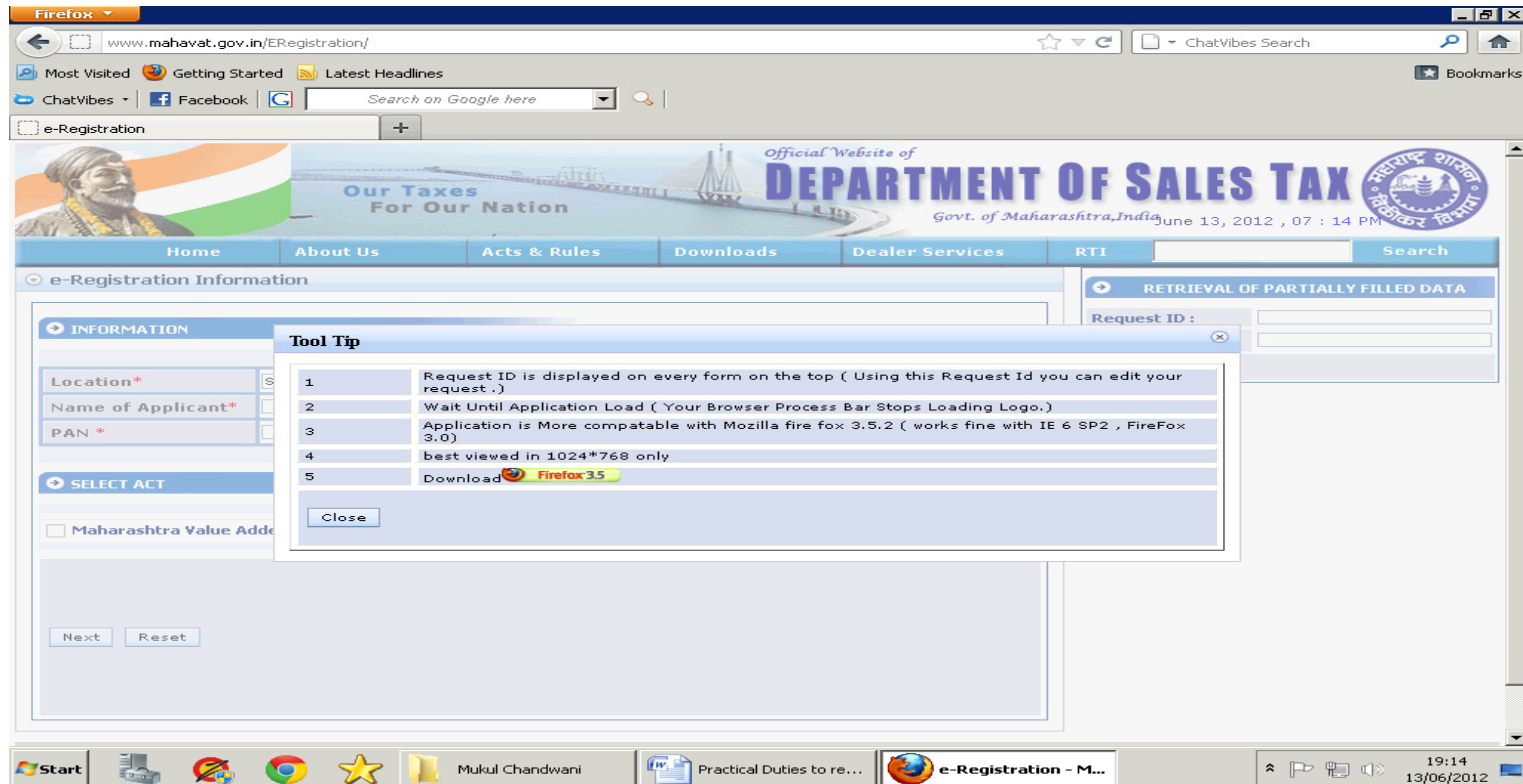 Firefox
www.mahavat.gov.in/ERegistration/
ChatVibes Search
Most Visited Getting Started Latest Headlines
Bookmarks
ChatVibes Facebook G Search on Google here
e-Registration
Our Taxes
For Our Nation
Official Website of
DEPARTMENT OF SALES TAX
Govt. of Maharashtra,India
June 13, 2012 , 07 : 14 PM
Home About Us Acts & Rules Downloads Dealer Services RTI Search
e-Registration Information
RETRIEVAL OF PARTIALLY FILLED DATA
Request ID :
INFORMATION
Location*
Name of Applicant*
PAN *
SELECT ACT
Maharashtra Value Adde
Next Reset
Tool Tip
1 Request ID is displayed on every form on the top ( Using this Request Id you can edit your
request .)
2 Wait Until Application Load ( Your Browser Process Bar Stops Loading Logo.)
3 Application is More compatable with Mozilla fire fox 3.5.2 ( works fine with IE 6 SP2 , FireFox
3.0)
4 best viewed in 1024*768 only
5 Download Firefox 3.5
Close
Start Mukul Chandwani Practical Duties to re... e-Registration - M... 19:14
13/06/2012